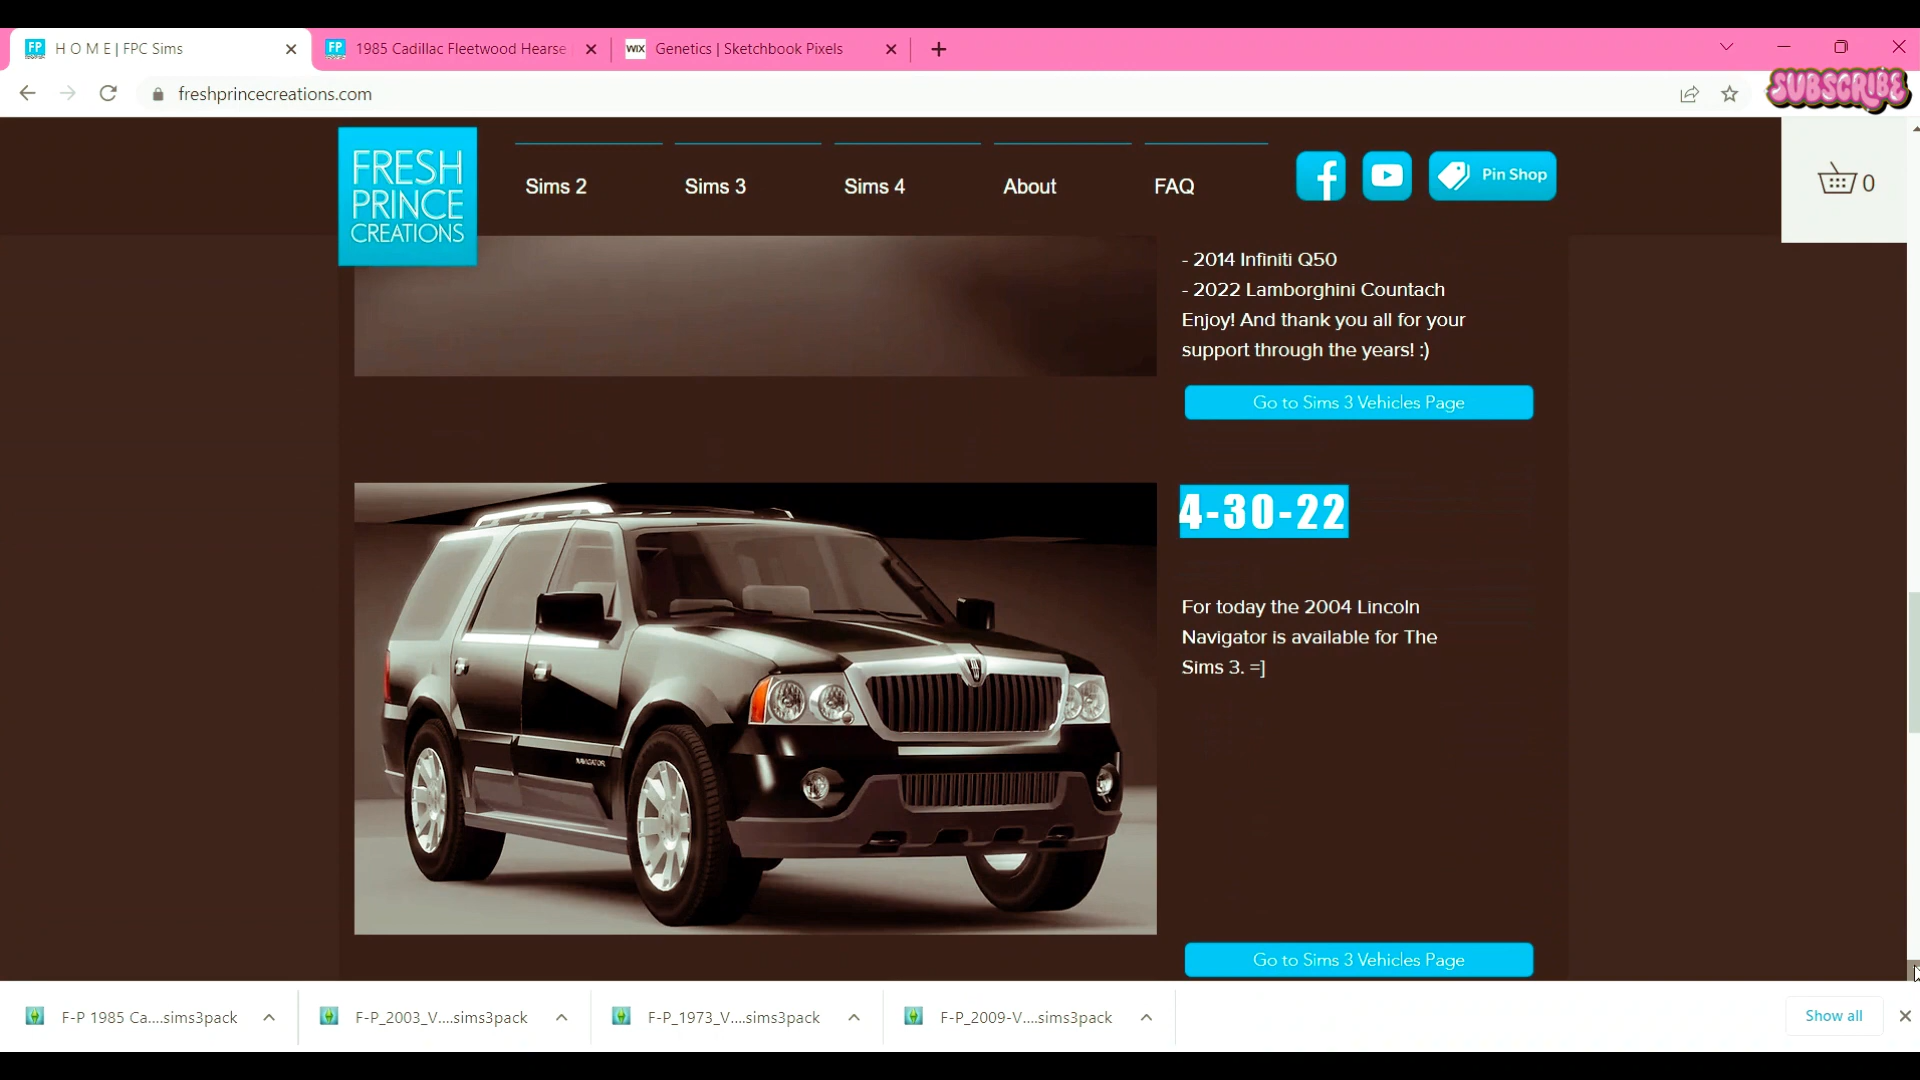 FP
H O M E | FPC Sims
FP
1985 Cadillac Fleetwood Hearse
WIX
Genetics | Sketchbook Pixels
freshprincecreations.com
SUBSCRIBE
FRESH
PRINCE
CREATIONS
Sims 2
Sims 3
Sims 4
About
FAQ
Pin Shop
0
- 2014 Infiniti Q50
- 2022 Lamborghini Countach
Enjoy! And thank you all for your
support through the years! :)
Go to Sims 3 Vehicles Page
4-30-22
For today the 2004 Lincoln
Navigator is available for The
Sims 3. =]
NAVIGATOR
Go to Sims 3 Vehicles Page
F-P 1985 Ca....sims3pack
F-P_2003_V....sims3pack
F-P_1973_V....sims3pack
F-P_2009-V....sims3pack
Show all